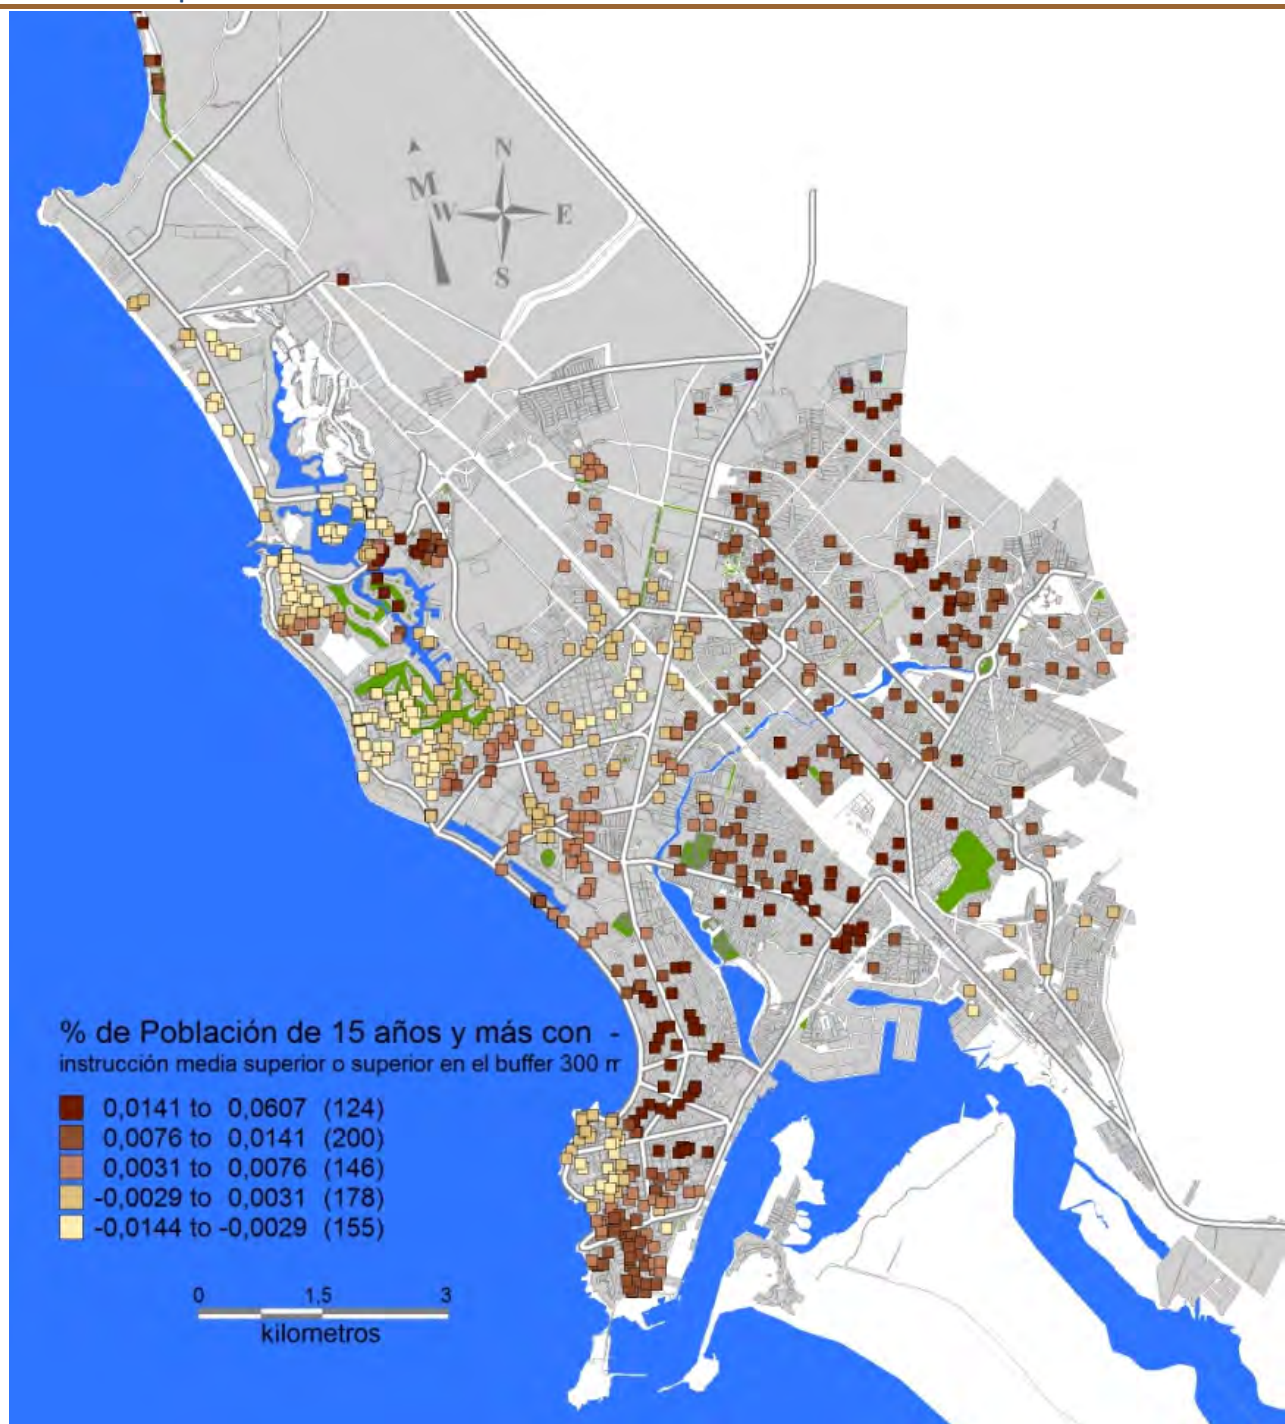 N
M
W
E
S
% de Población de 15 años y más con -
instrucción media superior o superior en el buffer 300 m
0,0141 to 0,0607 (124)
0,0076 to 0,0141 (200)
0,0031 to 0,0076 (146)
-0,0029 to 0,0031 (178)
-0,0144 to -0,0029 (155)
0 1,5 3
kilometros